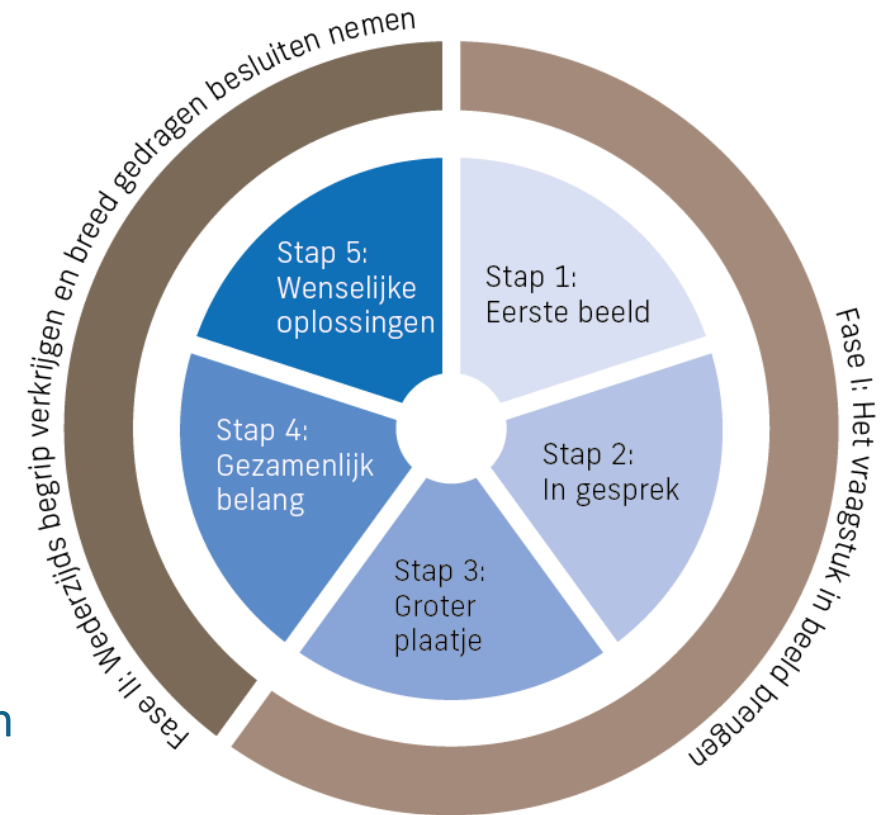 Fase I: Het vraagstuk in beeld brengen
Stap 1:
Eerste beeld
Stap 2:
In gesprek
Stap 3:
Groter
plaatje
Fase II: Wederzijds begrip verkrijgen en breed gedragen besluiten nemen
Stap 4:
Gezamenlijk
belang
Stap 5:
Wenselijke
oplossingen
n